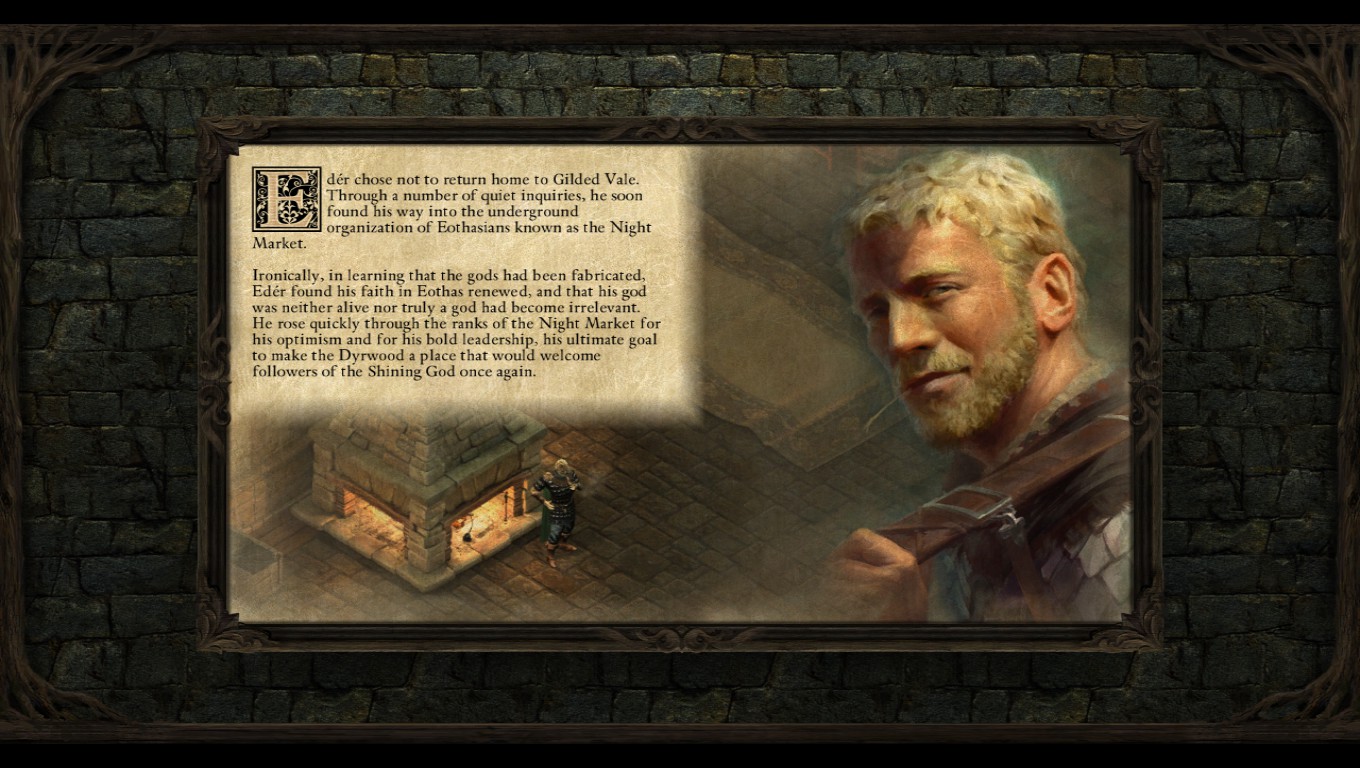 Edér chose not to return home to Gilded Vale.
Through a number of quiet inquiries, he soon
found his way into the underground
organization of Eothasians known as the Night
Market.
Ironically, in learning that the gods had been fabricated,
Edér found his faith in Eothas renewed, and that his god
was neither alive nor truly a god had become irrelevant.
He rose quickly through the ranks of the Night Market for
his optimism and for his bold leadership, his ultimate goal
to make the Dyrwood a place that would welcome
followers of the Shining God once again.